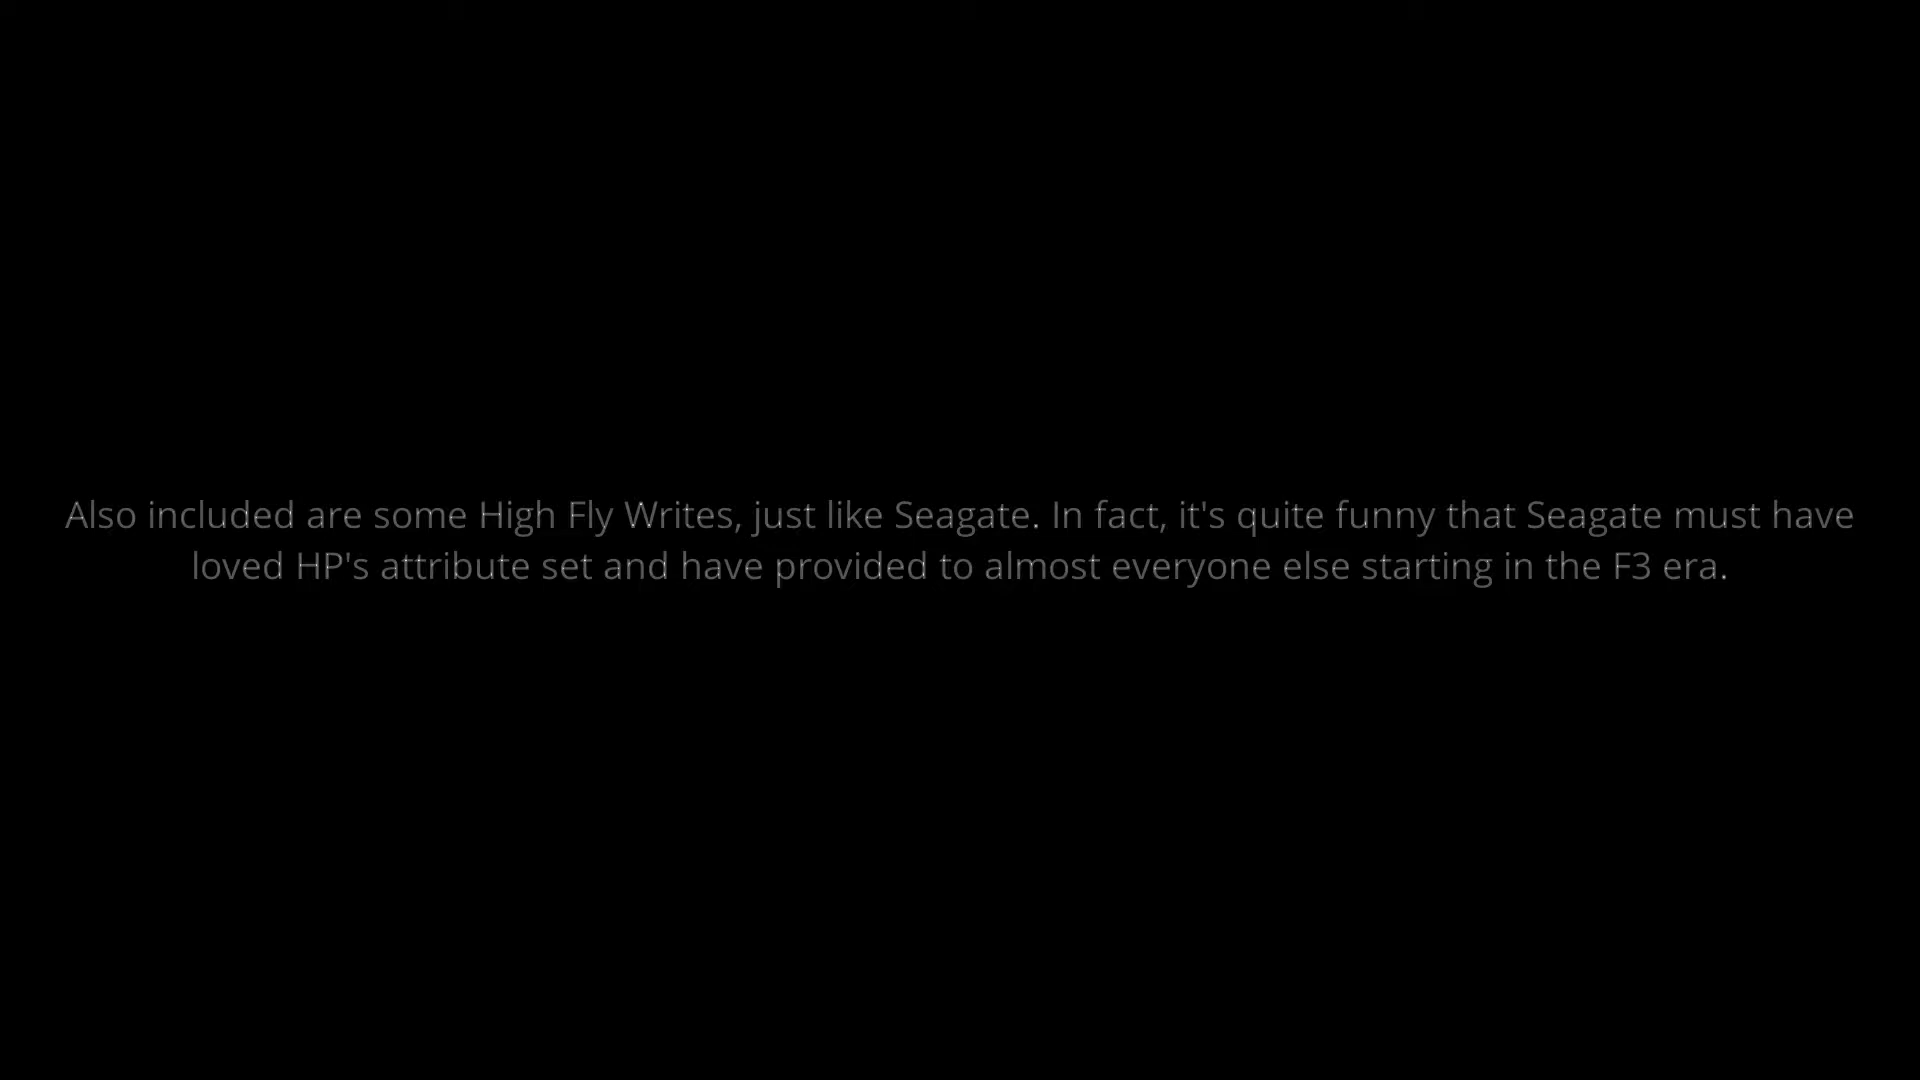 Also included are some High Fly Writes, just like Seagate. In fact, it's quite funny that Seagate must have
loved HP's attribute set and have provided to almost everyone else starting in the F3 era.